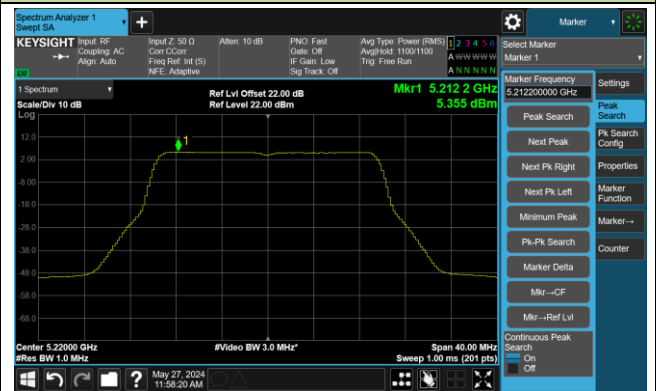 Spectrum Analyzer 1
Swept SA
Marker
KEYSIGHT
Input: RF
Coupling: AC
Align: Auto
Input Z: 50 Ω
Corr CCorr
Freq Ref: Int (S)
NFE: Adaptive
Atten: 10 dB
PNO: Fast
Gate: Off
IF Gain: Low
Sig Track: Off
Avg Type: Power (RMS)
Avg|Hold: 1100/1100
Trig: Free Run
1 2 3 4 5 6
A W W W W W
A N N N N N
LXI
Select Marker
Marker 1
1 Spectrum
Scale/Div 10 dB
Log
Ref Lvl Offset 22.00 dB
Ref Level 22.00 dBm
Mkr1 5.212 2 GHz
5.355 dBm
1
12.0
2.00
-8.00
-18.0
-28.0
-38.0
-48.0
-58.0
-68.0
Center 5.22000 GHz
#Res BW 1.0 MHz
#Video BW 3.0 MHz*
Span 40.00 MHz
Sweep 1.00 ms (201 pts)
Marker Frequency
5.212200000 GHz
Peak Search
Next Peak
Next Pk Right
Next Pk Left
Minimum Peak
Pk-Pk Search
Marker Delta
Mkr→CF
Mkr→Ref Lvl
Continuous Peak
Search
On
Off
Settings
Peak
Search
Pk Search
Config
Properties
Marker
Function
Marker→
Counter
?
May 27, 2024
11:58:20 AM